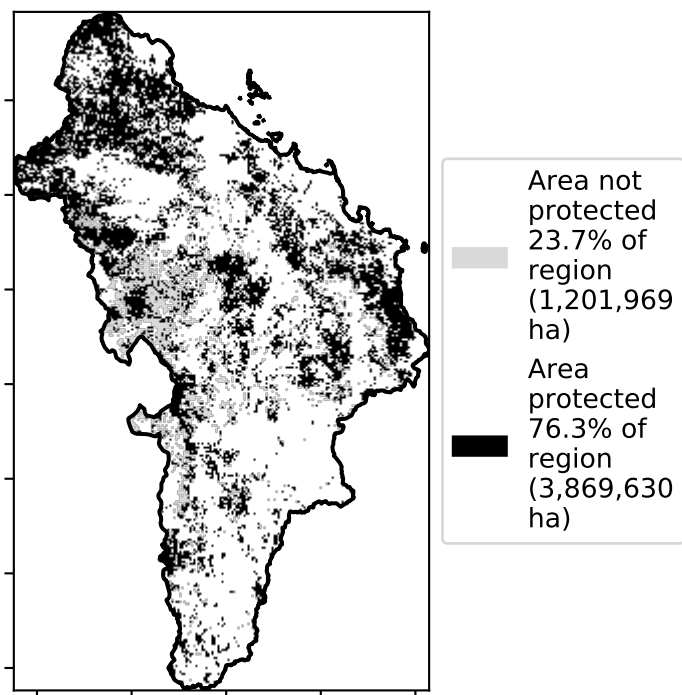 Area not
protected
23.7% of
region
(1,201,969
ha)
Area
protected
76.3% of
region
(3,869,630
ha)